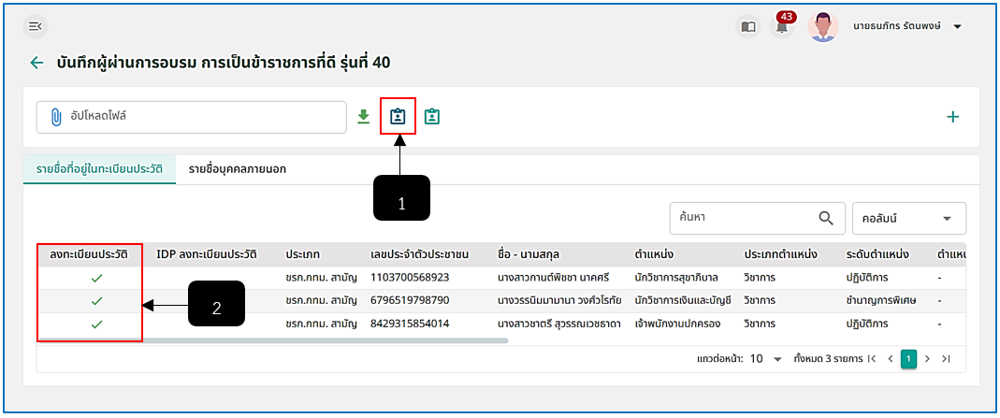 43
นายธนภัทร รัตนพงษ์
บันทึกผู้ผ่านการอบรม การเป็นข้าราชการที่ดี รุ่นที่ 40
อัปโหลดไฟล์
รายชื่อที่อยู่ในทะเบียนประวัติ รายชื่อบุคคลภายนอก
1
ค้นหา คอลัมน์
ลงทะเบียนประวัติ IDP ลงทะเบียนประวัติ ประเภท เลขประจำตัวประชาชน ชื่อ - นามสกุล ตำแหน่ง ประเภทตำแหน่ง ระดับตำแหน่ง ตำแหน
ขรก.กทม. สามัญ 1103700568923 นางสาวกานต์พิชชา นาคศรี นักวิชาการสุขาภิบาล วิชาการ ปฏิบัติการ -
ขรก.กทม. สามัญ 6796519798790 นางวรรนิมมามานา วงศ์วโรทัย นักวิชาการเงินและบัญชี วิชาการ ชำนาญการพิเศษ -
2
ขรก.กทม. สามัญ 8429315854014 นางสาวชาตรี สุวรรณเวชธาดา เจ้าพนักงานปกครอง วิชาการ ปฏิบัติการ -
แถวต่อหน้า: 10 ทั้งหมด 3 รายการ 1